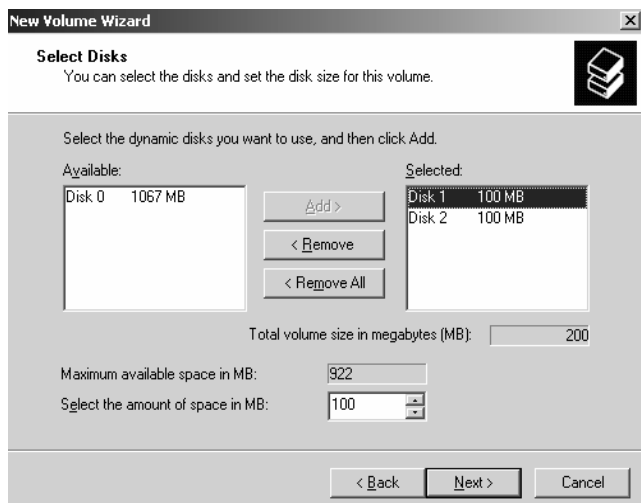 New Volume Wizard
Select Disks
You can select the disks and set the disk size for this volume.
Select the dynamic disks you want to use, and then click Add.
Available: Selected:
Disk 0 1067 MB Add > Disk 1 100 MB
Disk 2 100 MB
< Remove
< Remove All
Total volume size in megabytes (MB): 200
Maximum available space in MB: 922
Select the amount of space in MB: 100
< Back Next > Cancel